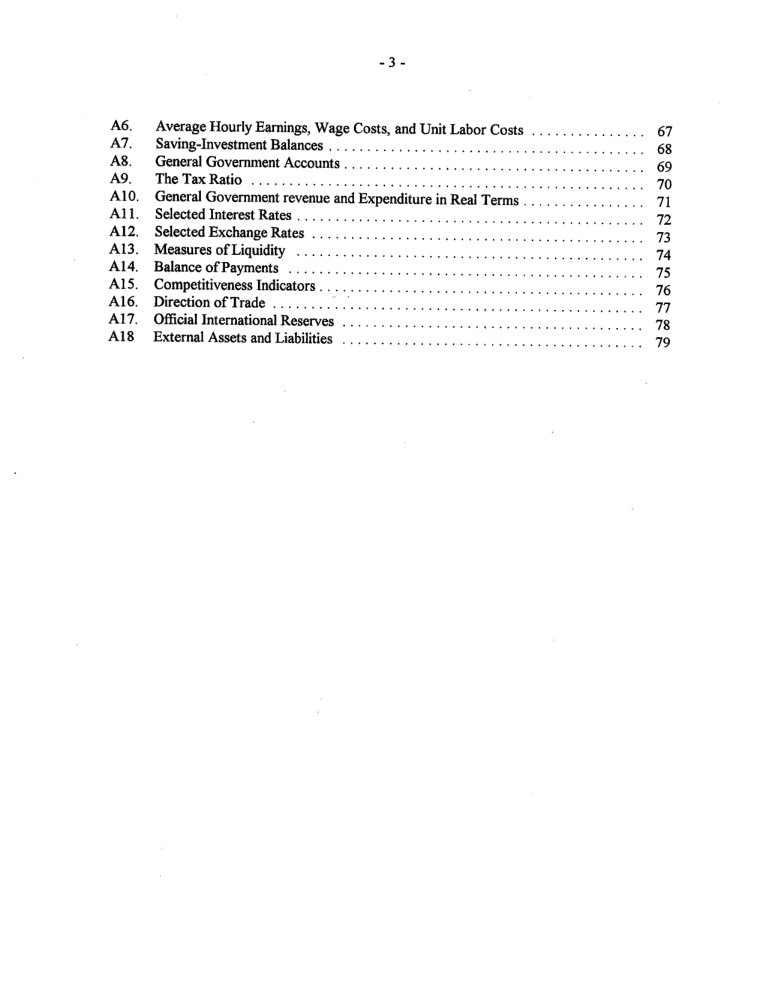 - 3 -
A6. Average Hourly Earnings, Wage Costs, and Unit Labor Costs ............... 67
A7. Saving-Investment Balances ......................................... 68
A8. General Government Accounts ....................................... 69
A9. The Tax Ratio ................................................... 70
A10. General Government revenue and Expenditure in Real Terms ................ 71
A11. Selected Interest Rates ............................................. 72
A12. Selected Exchange Rates ........................................... 73
A13. Measures of Liquidity ............................................. 74
A14. Balance of Payments .............................................. 75
A15. Competitiveness Indicators .......................................... 76
A16. Direction of Trade ................................................ 77
A17. Official International Reserves ....................................... 78
A18 External Assets and Liabilities ....................................... 79